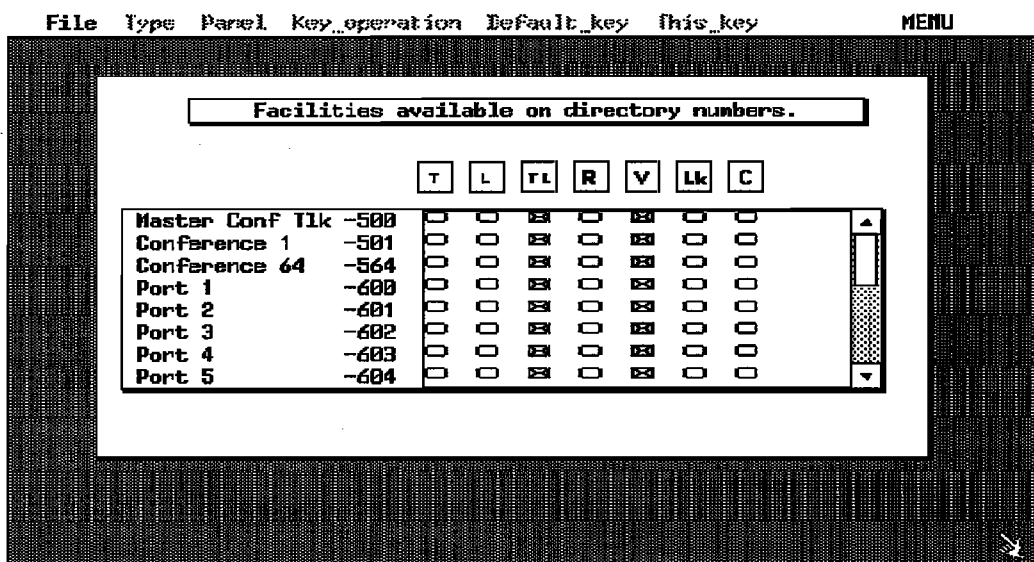 File Type Panel Key_operation Default_key This_key MENU
Facilities available on directory numbers.
T L TL R V Lk C
Master Conf Tlk -500
Conference 1 -501
Conference 64 -564
Port 1 -600
Port 2 -601
Port 3 -602
Port 4 -603
Port 5 -604